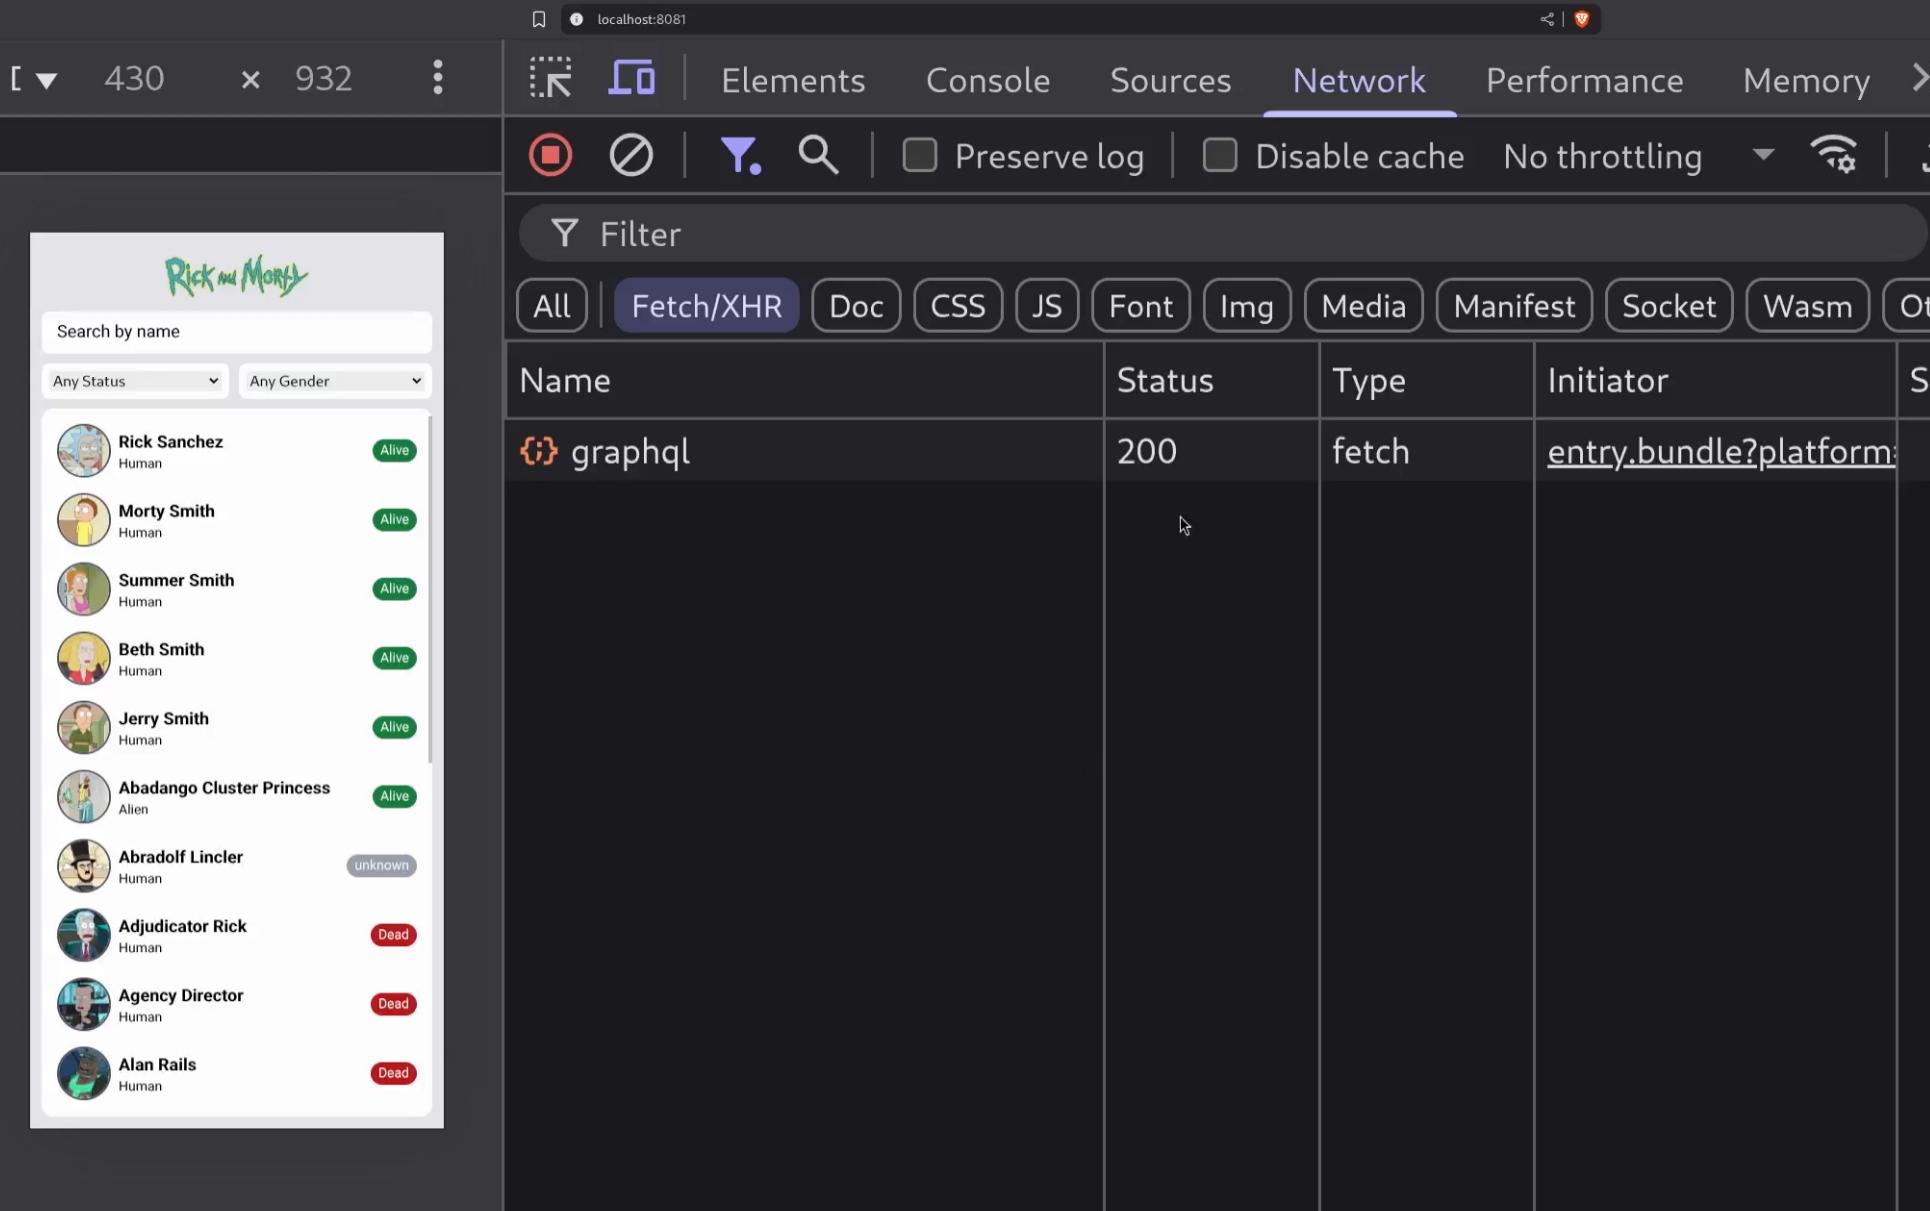 localhost:8081
430 × 932
Elements Console Sources Network Performance Memory
Preserve log Disable cache No throttling
Filter
All Fetch/XHR Doc CSS JS Font Img Media Manifest Socket Wasm Ot
Name Status Type Initiator S
graphql 200 fetch entry.bundle?platform=
Rick and Morty
Search by name
Any Status Any Gender
Rick Sanchez
Human
Alive
Morty Smith
Human
Alive
Summer Smith
Human
Alive
Beth Smith
Human
Alive
Jerry Smith
Human
Alive
Abadango Cluster Princess
Alien
Alive
Abradolf Lincler
Human
unknown
Adjudicator Rick
Human
Dead
Agency Director
Human
Dead
Alan Rails
Human
Dead